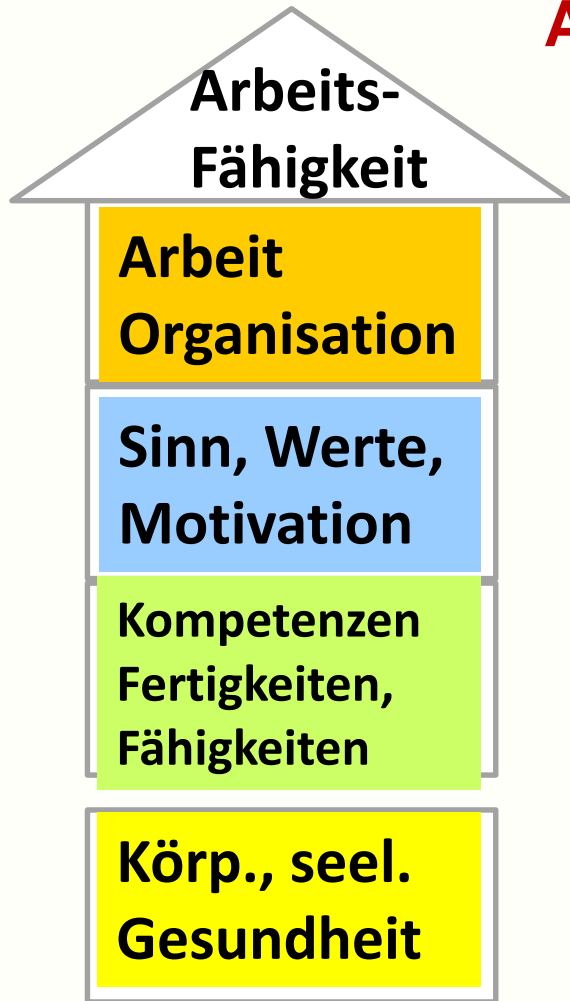 A
Arbeits-
Fähigkeit
Arbeit
Organisation
Sinn, Werte,
Motivation
Kompetenzen
Fertigkeiten,
Fähigkeiten
Körp., seel.
Gesundheit